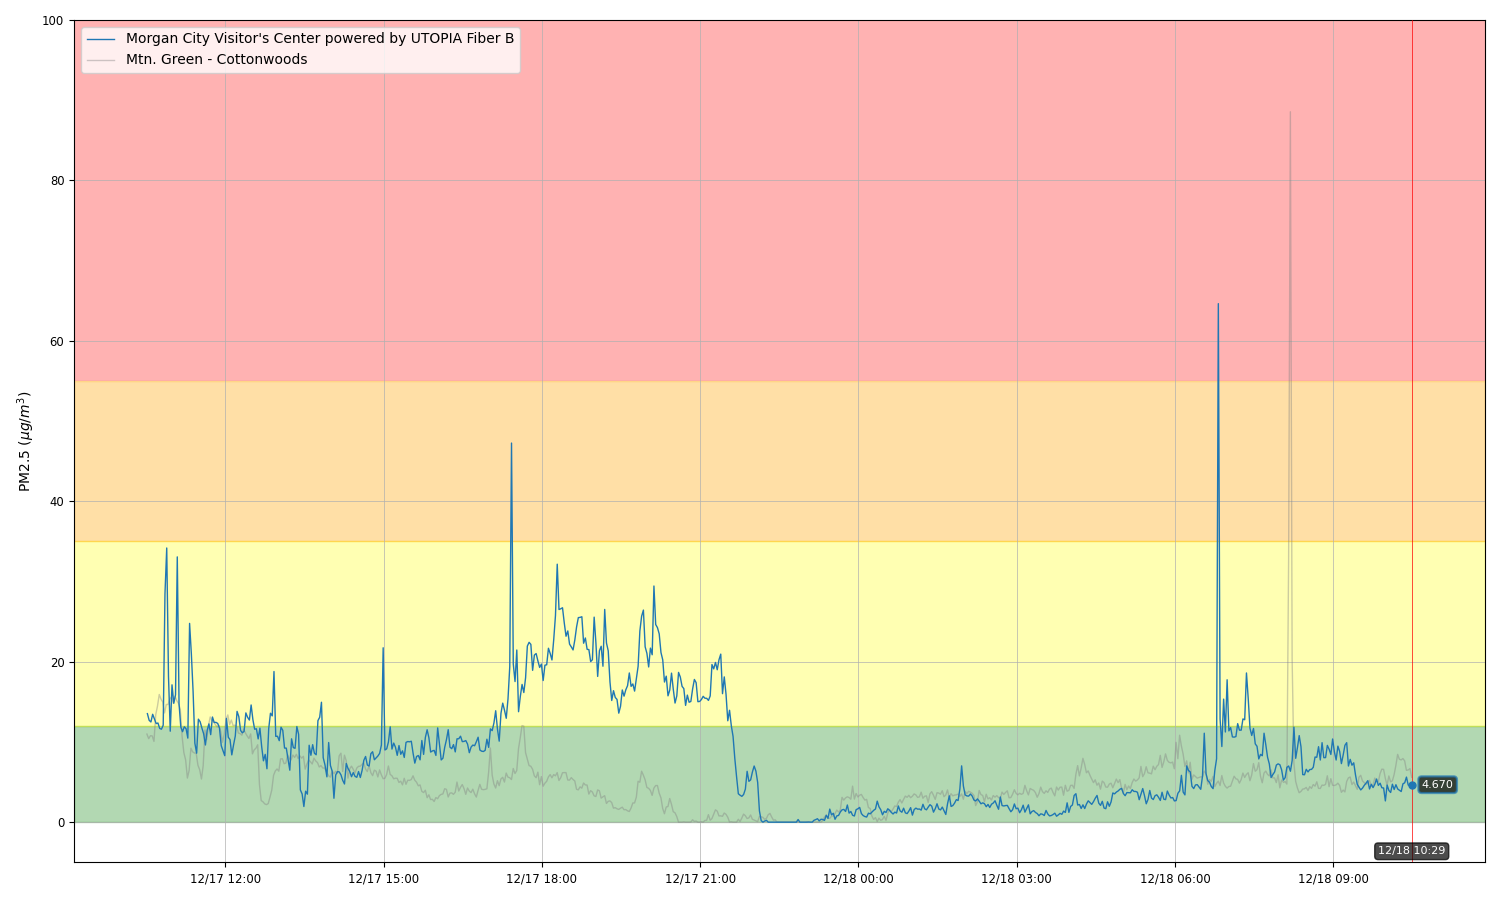 100
Morgan City Visitor's Center powered by UTOPIA Fiber B
Mtn. Green - Cottonwoods
80
60
PM2.5 (μg/m³)
40
20
4.670
0
12/18 10:29
12/17 12:00 12/17 15:00 12/17 18:00 12/17 21:00 12/18 00:00 12/18 03:00 12/18 06:00 12/18 09:00